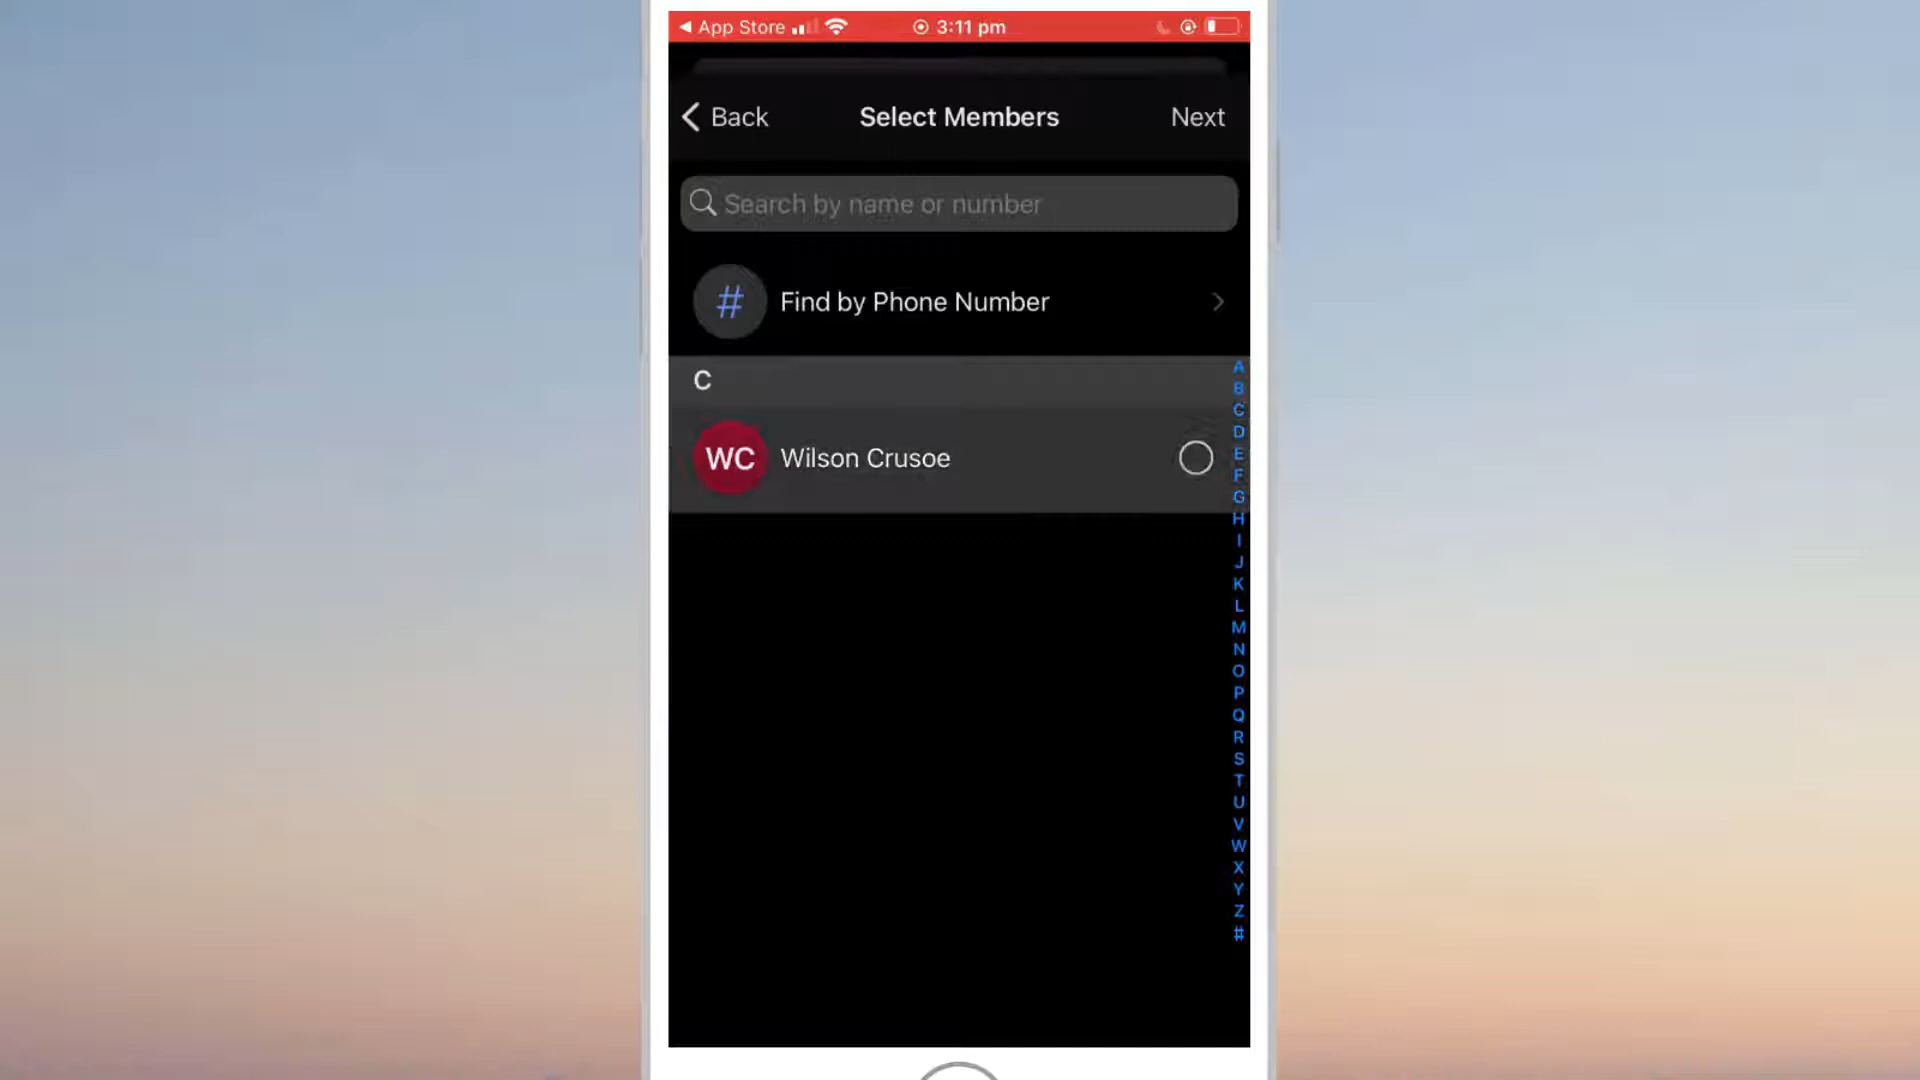 App Store 3:11 pm
Back Select Members Next
Search by name or number
# Find by Phone Number
C
WC Wilson Crusoe
A
B
C
D
E
F
G
H
I
J
K
L
M
N
O
P
Q
R
S
T
U
V
W
X
Y
Z
#